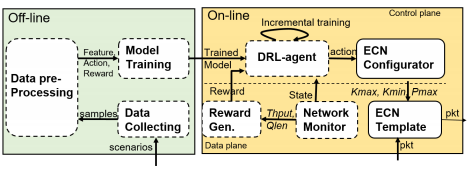 Off-line
On-line
Control plane
Incremental training
Data pre-
Processing
Feature,
Action,
Reward
Model
Training
Trained
Model
DRL-agent
action
ECN
Configurator
Reward
State
Kmax, Kmin, Pmax
samples
Data
Collecting
Reward
Gen.
Thput,
Qlen
Network
Monitor
ECN
Template
pkt
Data plane
scenarios
pkt